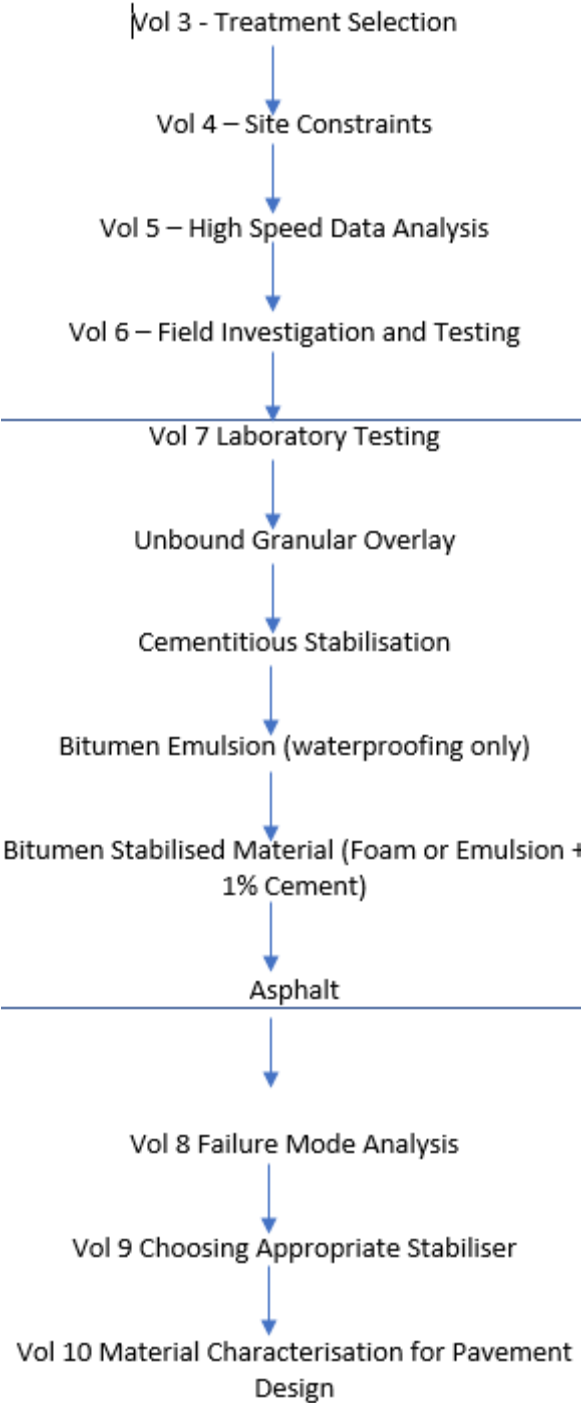 Vol 3 - Treatment Selection
Vol 4 – Site Constraints
Vol 5 – High Speed Data Analysis
Vol 6 – Field Investigation and Testing
Vol 7 Laboratory Testing
Unbound Granular Overlay
Cementitious Stabilisation
Bitumen Emulsion (waterproofing only)
Bitumen Stabilised Material (Foam or Emulsion +
1% Cement)
Asphalt
Vol 8 Failure Mode Analysis
Vol 9 Choosing Appropriate Stabiliser
Vol 10 Material Characterisation for Pavement
Design